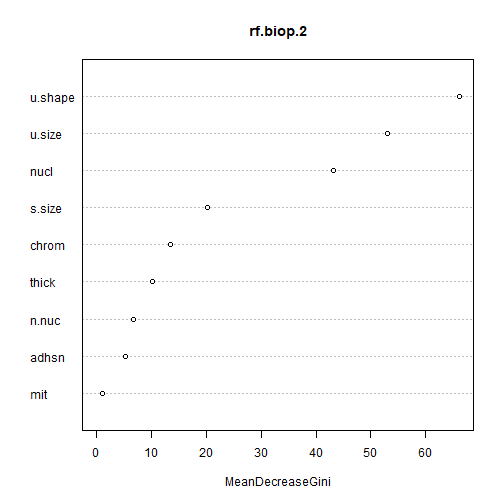 rf.biop.2
u.shape
u.size
nucl
s.size
chrom
thick
n.nuc
adhsn
mit
0 10 20 30 40 50 60
MeanDecreaseGini